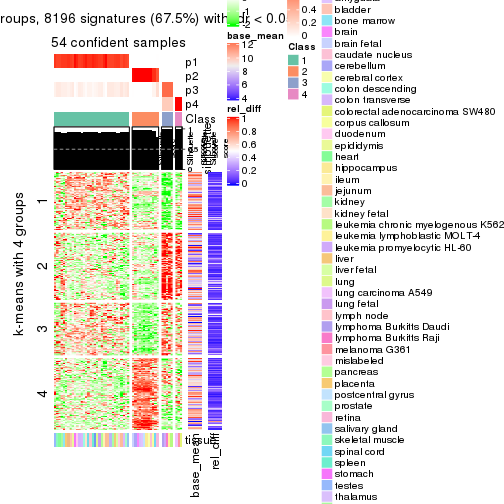 roups, 8196 signatures (67.5%) with fdr < 0.0
54 confident samples
p1
p2
p3
p4
Class
1
0
Silhouette
score
k-means with 4 groups
1
2
3
4
tissue
base_mean
rel_diff
-2
base_mean
12
10
8
6
4
rel_diff
1
0.8
0.6
0.4
0.2
0
0.4
0.2
0
Class
1
2
3
4
bladder
bone marrow
brain
brain fetal
caudate nucleus
cerebellum
cerebral cortex
colon descending
colon transverse
colorectal adenocarcinoma SW480
corpus callosum
duodenum
epididymis
heart
hippocampus
ileum
jejunum
kidney
kidney fetal
leukemia chronic myelogenous K562
leukemia lymphoblastic MOLT-4
leukemia promyelocytic HL-60
liver
liver fetal
lung
lung carcinoma A549
lung fetal
lymph node
lymphoma Burkitts Daudi
lymphoma Burkitts Raji
melanoma G361
mislabeled
pancreas
placenta
postcentral gyrus
prostate
retina
salivary gland
skeletal muscle
spinal cord
spleen
stomach
testes
thalamus